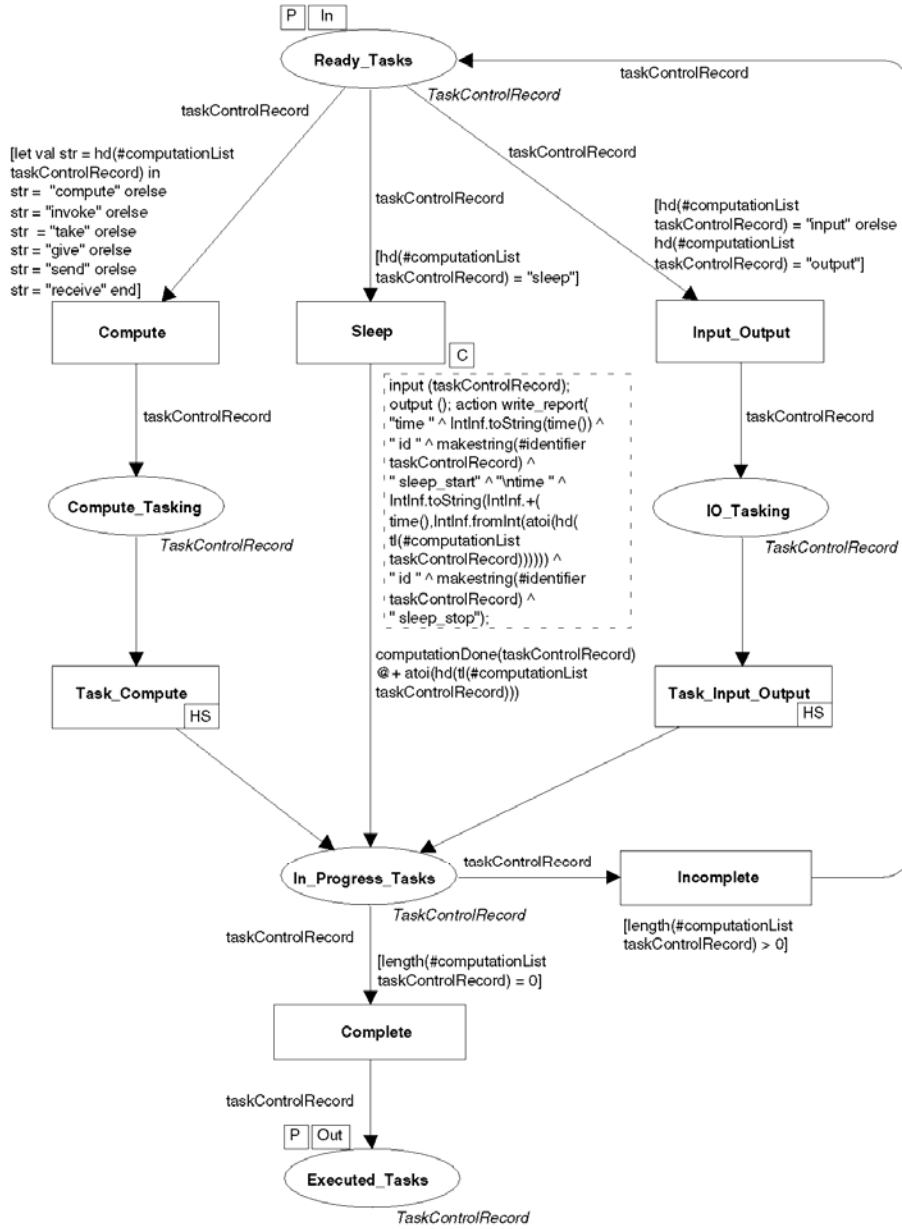 P
In
Ready_Tasks
taskControlRecord
TaskControlRecord
taskControlRecord
[let val str = hd(#computationList
taskControlRecord) in
str = "compute" orelse
str = "invoke" orelse
str = "take" orelse
str = "give" orelse
str = "send" orelse
str = "receive" end]
taskControlRecord
[hd(#computationList
taskControlRecord) = "sleep"]
taskControlRecord
[hd(#computationList
taskControlRecord) = "input" orelse
hd(#computationList
taskControlRecord) = "output"]
Compute
Sleep
Input_Output
C
input (taskControlRecord);
output (); action write_report(
"time " ^ IntInf.toString(time()) ^
" id " ^ makestring(#identifier
taskControlRecord) ^
" sleep_start" ^ "\ntime " ^
IntInf.toString(IntInf.+(
time(),IntInf.fromInt(atoi(hd(
tl(#computationList
taskControlRecord)))))) ^
" id " ^ makestring(#identifier
taskControlRecord) ^
" sleep_stop");
taskControlRecord
taskControlRecord
Compute_Tasking
TaskControlRecord
IO_Tasking
TaskControlRecord
computationDone(taskControlRecord)
@+ atoi(hd(tl(#computationList
taskControlRecord)))
Task_Compute
HS
Task_Input_Output
HS
In_Progress_Tasks
TaskControlRecord
taskControlRecord
Incomplete
[length(#computationList
taskControlRecord) > 0]
taskControlRecord
[length(#computationList
taskControlRecord) = 0]
Complete
taskControlRecord
P
Out
Executed_Tasks
TaskControlRecord